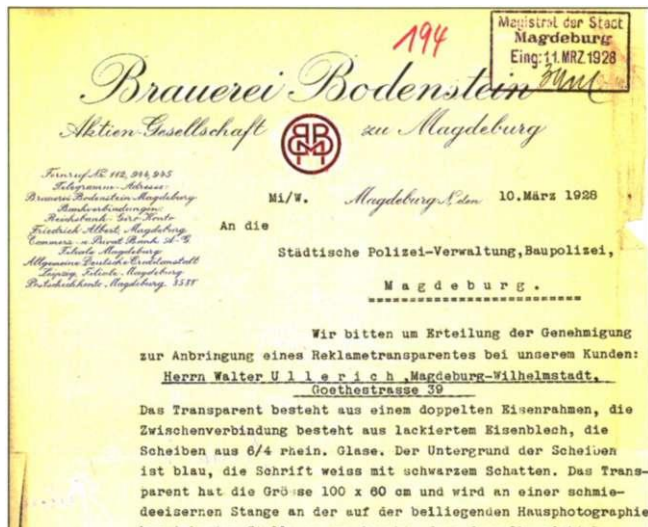 194
Magistrat der Stadt
Magdeburg
Eing: 11. MRZ. 1928
Brauerei Bodenstein
Aktien-Gesellschaft zu Magdeburg
Fernruf No 112, 944, 945
Telegramm-Adresse:
Brauerei Bodenstein Magdeburg
Bankverbindungen
Reichsbank-Giro-Konto
Friedrich Albert, Magdeburg
Commerz- u. Privat Bank A-G
Filiale Magdeburg
Allgemeine Deutsche Creditanstalt
Leipzig, Filiale Magdeburg
Postscheckkonto Magdeburg
Mi/W. Magdeburg N, den 10.März 1928
An die
Städtische Polizei-Verwaltung,Baupolizei,
Magdeburg.
Wir bitten um Erteilung der Genehmigung
zur Anbringung eines Reklametransparentes bei unserem Kunden:
Herrn Walter Ullerich ,Magdeburg-Wilhelmstadt,
Goethestrasse 39
Das Transparent besteht aus einem doppelten Eisenrahmen, die
Zwischenverbindung besteht aus lackiertem Eisenblech, die
Scheiben aus 6/4 rhein. Glase. Der Untergrund der Scheiben
ist blau, die Schrift weiss mit schwarzem Schatten. Das Trans-
parent hat die Grösse 100 x 60 cm und wird an einer schmie-
deeisernen Stange an der auf der beiliegenden Hausphotographie